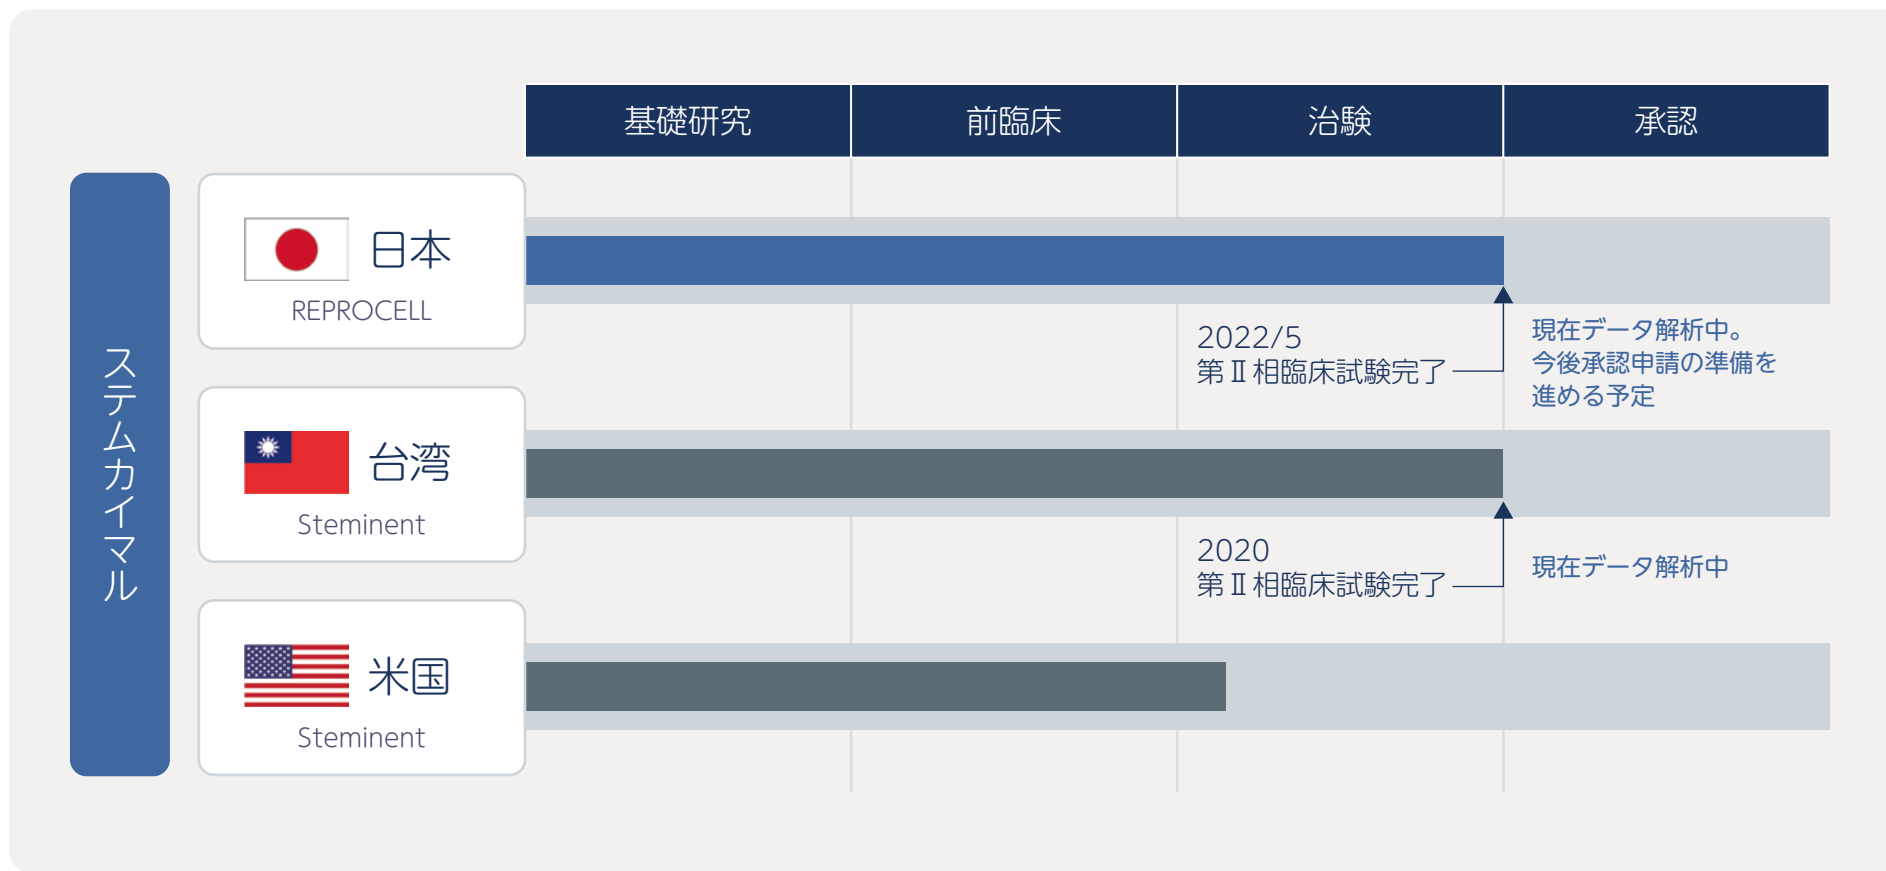 基礎研究
前臨床
治験
承認
ステムカイマル
日本
REPROCELL
2022/5
第Ⅱ相臨床試験完了
現在データ解析中。
今後承認申請の準備を
進める予定
台湾
Steminent
2020
第Ⅱ相臨床試験完了
現在データ解析中
米国
Steminent